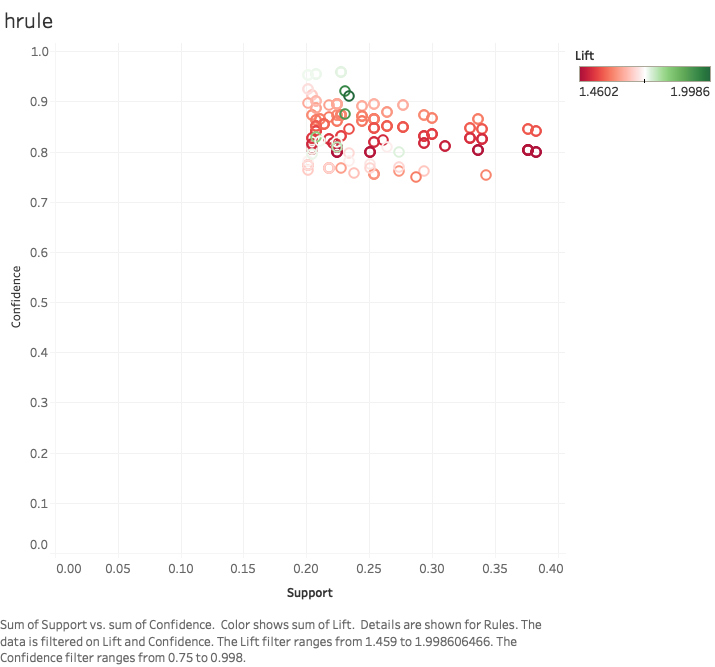 hrule
Lift
1.4602 1.9986
1.0
0.9
0.8
0.7
0.6
0.5
0.4
0.3
0.2
0.1
0.0
Confidence
0.00 0.05 0.10 0.15 0.20 0.25 0.30 0.35 0.40
Support
Sum of Support vs. sum of Confidence.  Color shows sum of Lift.  Details are shown for Rules. The
data is filtered on Lift and Confidence. The Lift filter ranges from 1.459 to 1.998606466. The
Confidence filter ranges from 0.75 to 0.998.